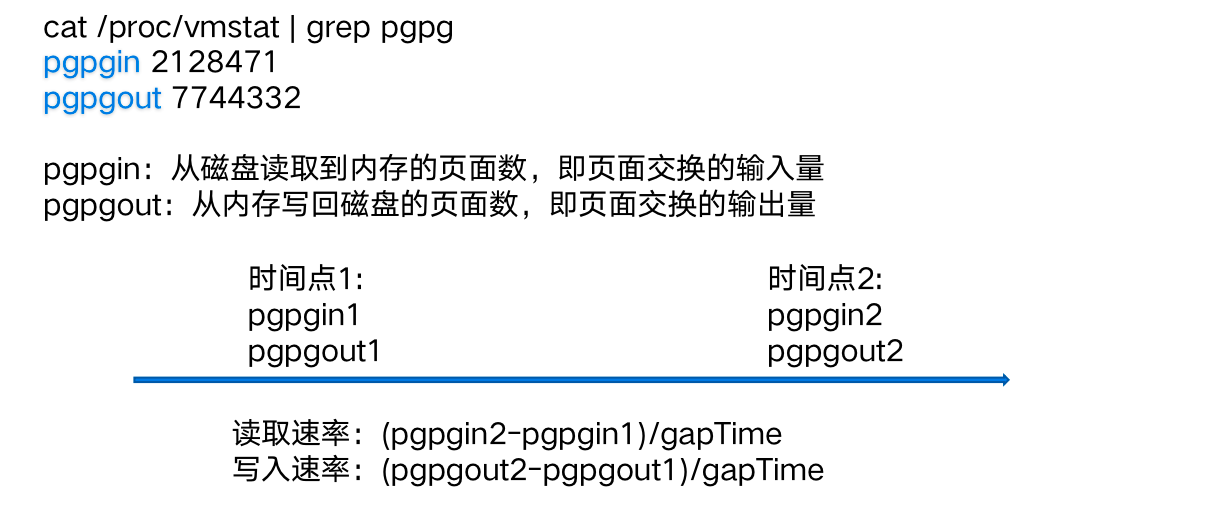 cat /proc/vmstat | grep pgpg
pgpgin 2128471
pgpgout 7744332
pgpgin：从磁盘读取到内存的页面数，即页面交换的输入量
pgpgout：从内存写回磁盘的页面数，即页面交换的输出量
时间点1:
pgpgin1
pgpgout1
时间点2:
pgpgin2
pgpgout2
读取速率：(pgpgin2-pgpgin1)/gapTime
写入速率：(pgpgout2-pgpgout1)/gapTime